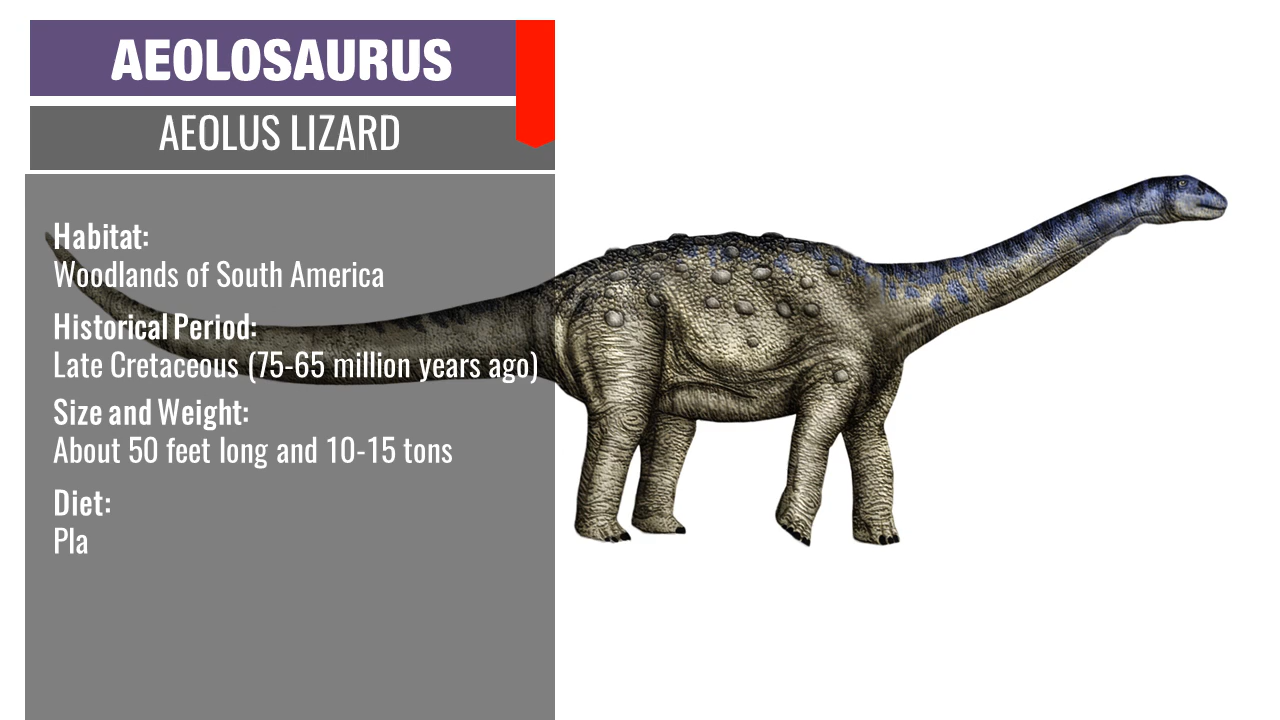 AEOLOSAURUS
AEOLUS LIZARD
Habitat:
Woodlands of South America
Historical Period:
Late Cretaceous (75-65 million years ago)
Size and Weight:
About 50 feet long and 10-15 tons
Diet:
Pla